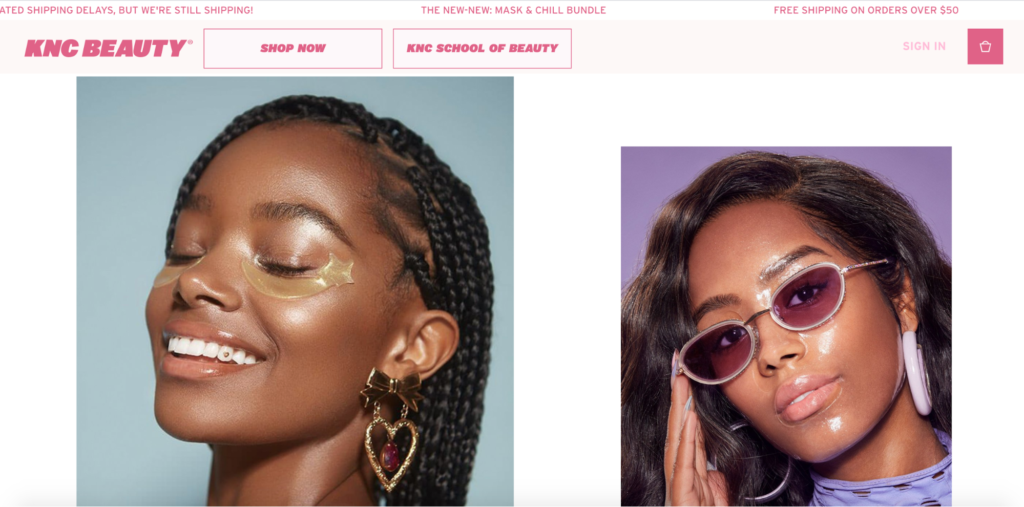 ATED SHIPPING DELAYS, BUT WE'RE STILL SHIPPING!
THE NEW-NEW: MASK & CHILL BUNDLE
FREE SHIPPING ON ORDERS OVER $50
KNC BEAUTY®
SHOP NOW
KNC SCHOOL OF BEAUTY
SIGN IN